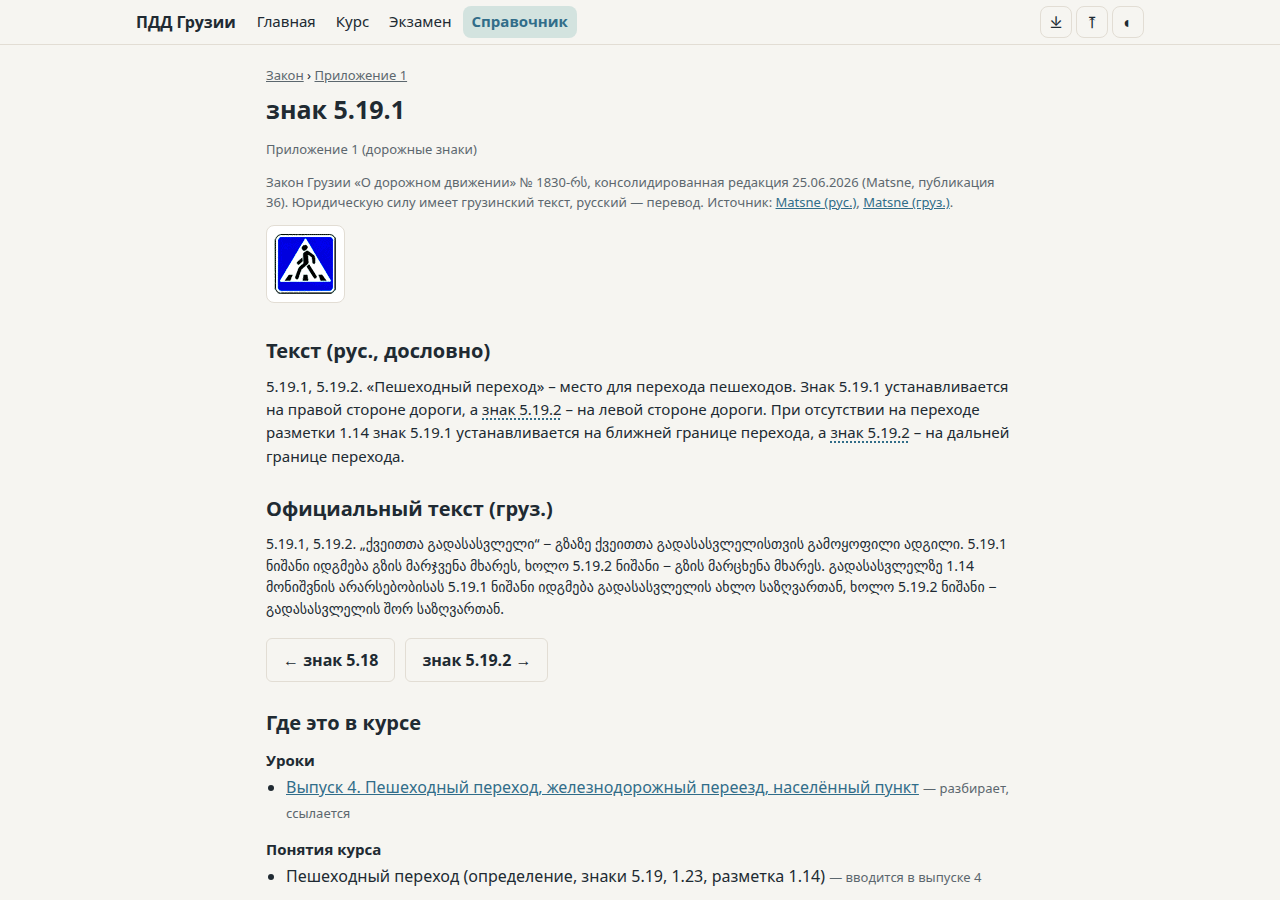 ПДД Грузии Главная Курс Экзамен Справочник
Закон › Приложение 1
знак 5.19.1
Приложение 1 (дорожные знаки)
Закон Грузии «О дорожном движении» № 1830-რს, консолидированная редакция 25.06.2026 (Matsne, публикация
36). Юридическую силу имеет грузинский текст, русский — перевод. Источник: Matsne (рус.), Matsne (груз.).
Текст (рус., дословно)
5.19.1, 5.19.2. «Пешеходный переход» – место для перехода пешеходов. Знак 5.19.1 устанавливается
на правой стороне дороги, а знак 5.19.2 – на левой стороне дороги. При отсутствии на переходе
разметки 1.14 знак 5.19.1 устанавливается на ближней границе перехода, а знак 5.19.2 – на дальней
границе перехода.
Официальный текст (груз.)
5.19.1, 5.19.2. „ქვეითთა გადასასვლელი“ – გზაზე ქვეითთა გადასასვლელისთვის გამოყოფილი ადგილი. 5.19.1
ნიშანი იდგმება გზის მარჯვენა მხარეს, ხოლო 5.19.2 ნიშანი – გზის მარცხენა მხარეს. გადასასვლელზე 1.14
მონიშვნის არარსებობისას 5.19.1 ნიშანი იდგმება გადასასვლელის ახლო საზღვართან, ხოლო 5.19.2 ნიშანი –
გადასასვლელის შორ საზღვართან.
← знак 5.18 знак 5.19.2 →
Где это в курсе
Уроки
Выпуск 4. Пешеходный переход, железнодорожный переезд, населённый пункт — разбирает,
ссылается
Понятия курса
Пешеходный переход (определение, знаки 5.19, 1.23, разметка 1.14) — вводится в выпуске 4